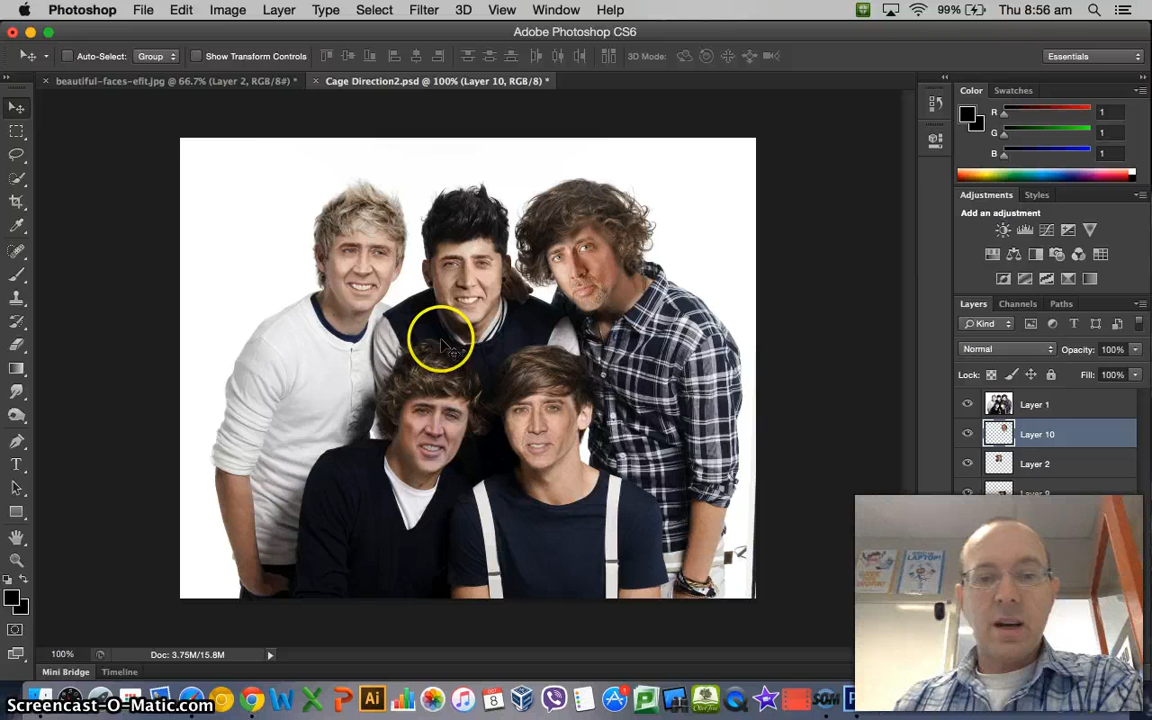 Photoshop File Edit Image Layer Type Select Filter 3D View Window Help 99% Thu 8:56 am
Adobe Photoshop CS6
Auto-Select: Group Show Transform Controls 3D Mode: Essentials
beautiful-faces-efit.jpg @ 66.7% (Layer 2, RGB/8#) * Cage Direction2.psd @ 100% (Layer 10, RGB/8) *
Color Swatches
R 1
G 1
B 1
Adjustments Styles
Add an adjustment
Layers Channels Paths
Kind
Normal Opacity: 100%
Lock: Fill: 100%
Layer 1
Layer 10
Layer 2
100% Doc: 3.75M/15.8M
Mini Bridge Timeline
Screencast-O-Matic.com